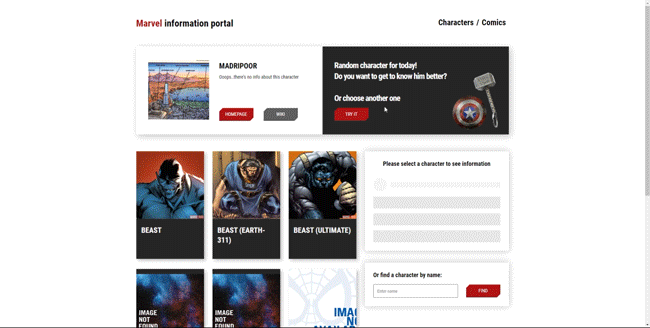 Marvel information portal
Characters / Comics
MADRIPOOR
Ooops...there's no info about this character
HOMEPAGE
WIKI
Random character for today!
Do you want to get to know him better?
Or choose another one
TRY IT
BEAST
BEAST (EARTH-
311)
BEAST (ULTIMATE)
Please select a character to see information
IMAGE
NOT
FOUND
IMAGE
NOT
FOUND
IMAGE
NOT
Or find a character by name:
Enter name
FIND